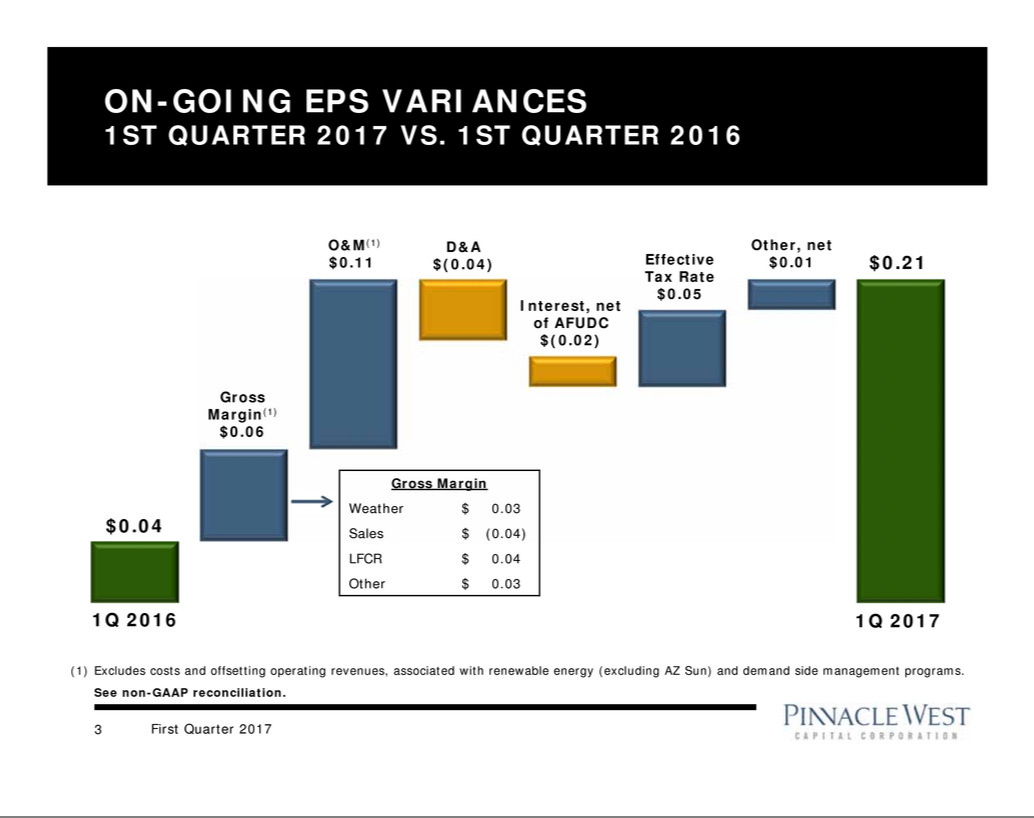 ON-GOING EPS VARIANCES
1ST QUARTER 2017 VS. 1ST QUARTER 2016
O&M(1)
$0.11
D&A
$(0.04)
Interest, net
of AFUDC
$(0.02)
Effective
Tax Rate
$0.05
Other, net
$0.01
$0.21
Gross
Margin(1)
$0.06
$0.04
Gross Margin
Weather $ 0.03
Sales $ (0.04)
LFCR $ 0.04
Other $ 0.03
1Q 2016
1Q 2017
(1) Excludes costs and offsetting operating revenues, associated with renewable energy (excluding AZ Sun) and demand side management programs.
See non-GAAP reconciliation.
3 First Quarter 2017
PINNACLE WEST
CAPITAL CORPORATION